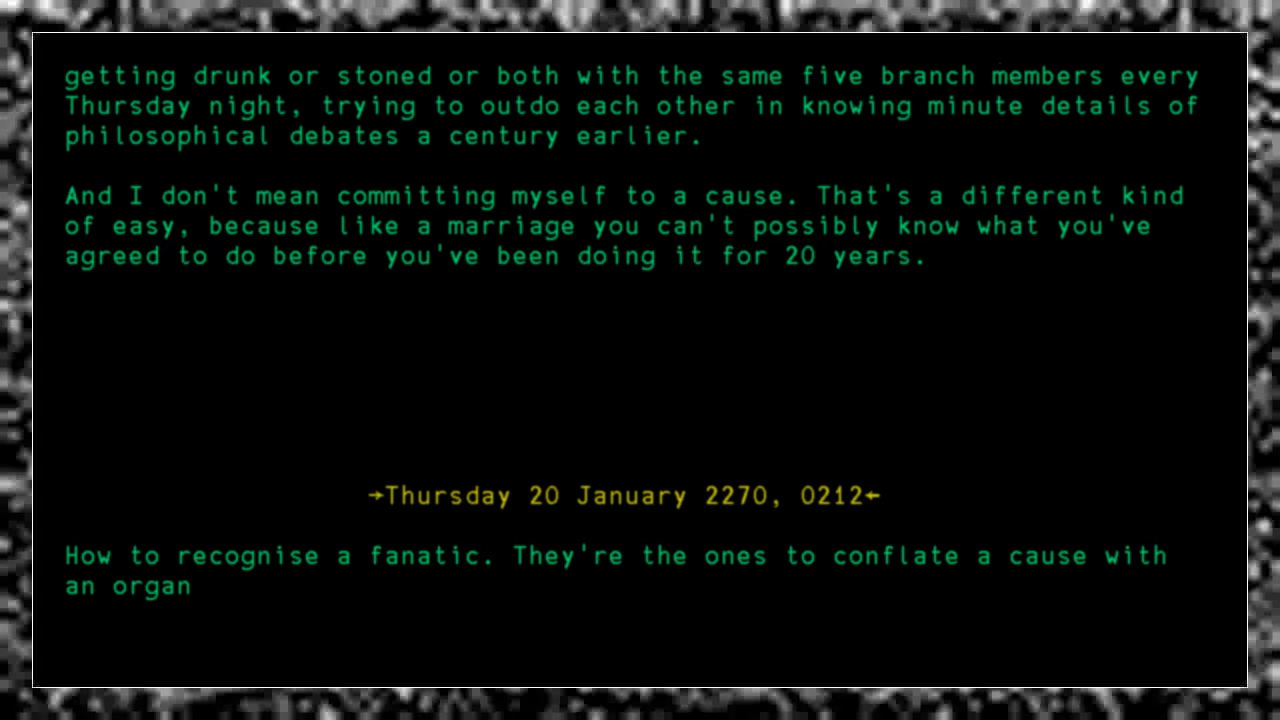 getting drunk or stoned or both with the same five branch members every
Thursday night, trying to outdo each other in knowing minute details of
philosophical debates a century earlier.
And I don't mean committing myself to a cause. That's a different kind
of easy, because like a marriage you can't possibly know what you've
agreed to do before you've been doing it for 20 years.
→Thursday 20 January 2270, 0212←
How to recognise a fanatic. They're the ones to conflate a cause with
an organ